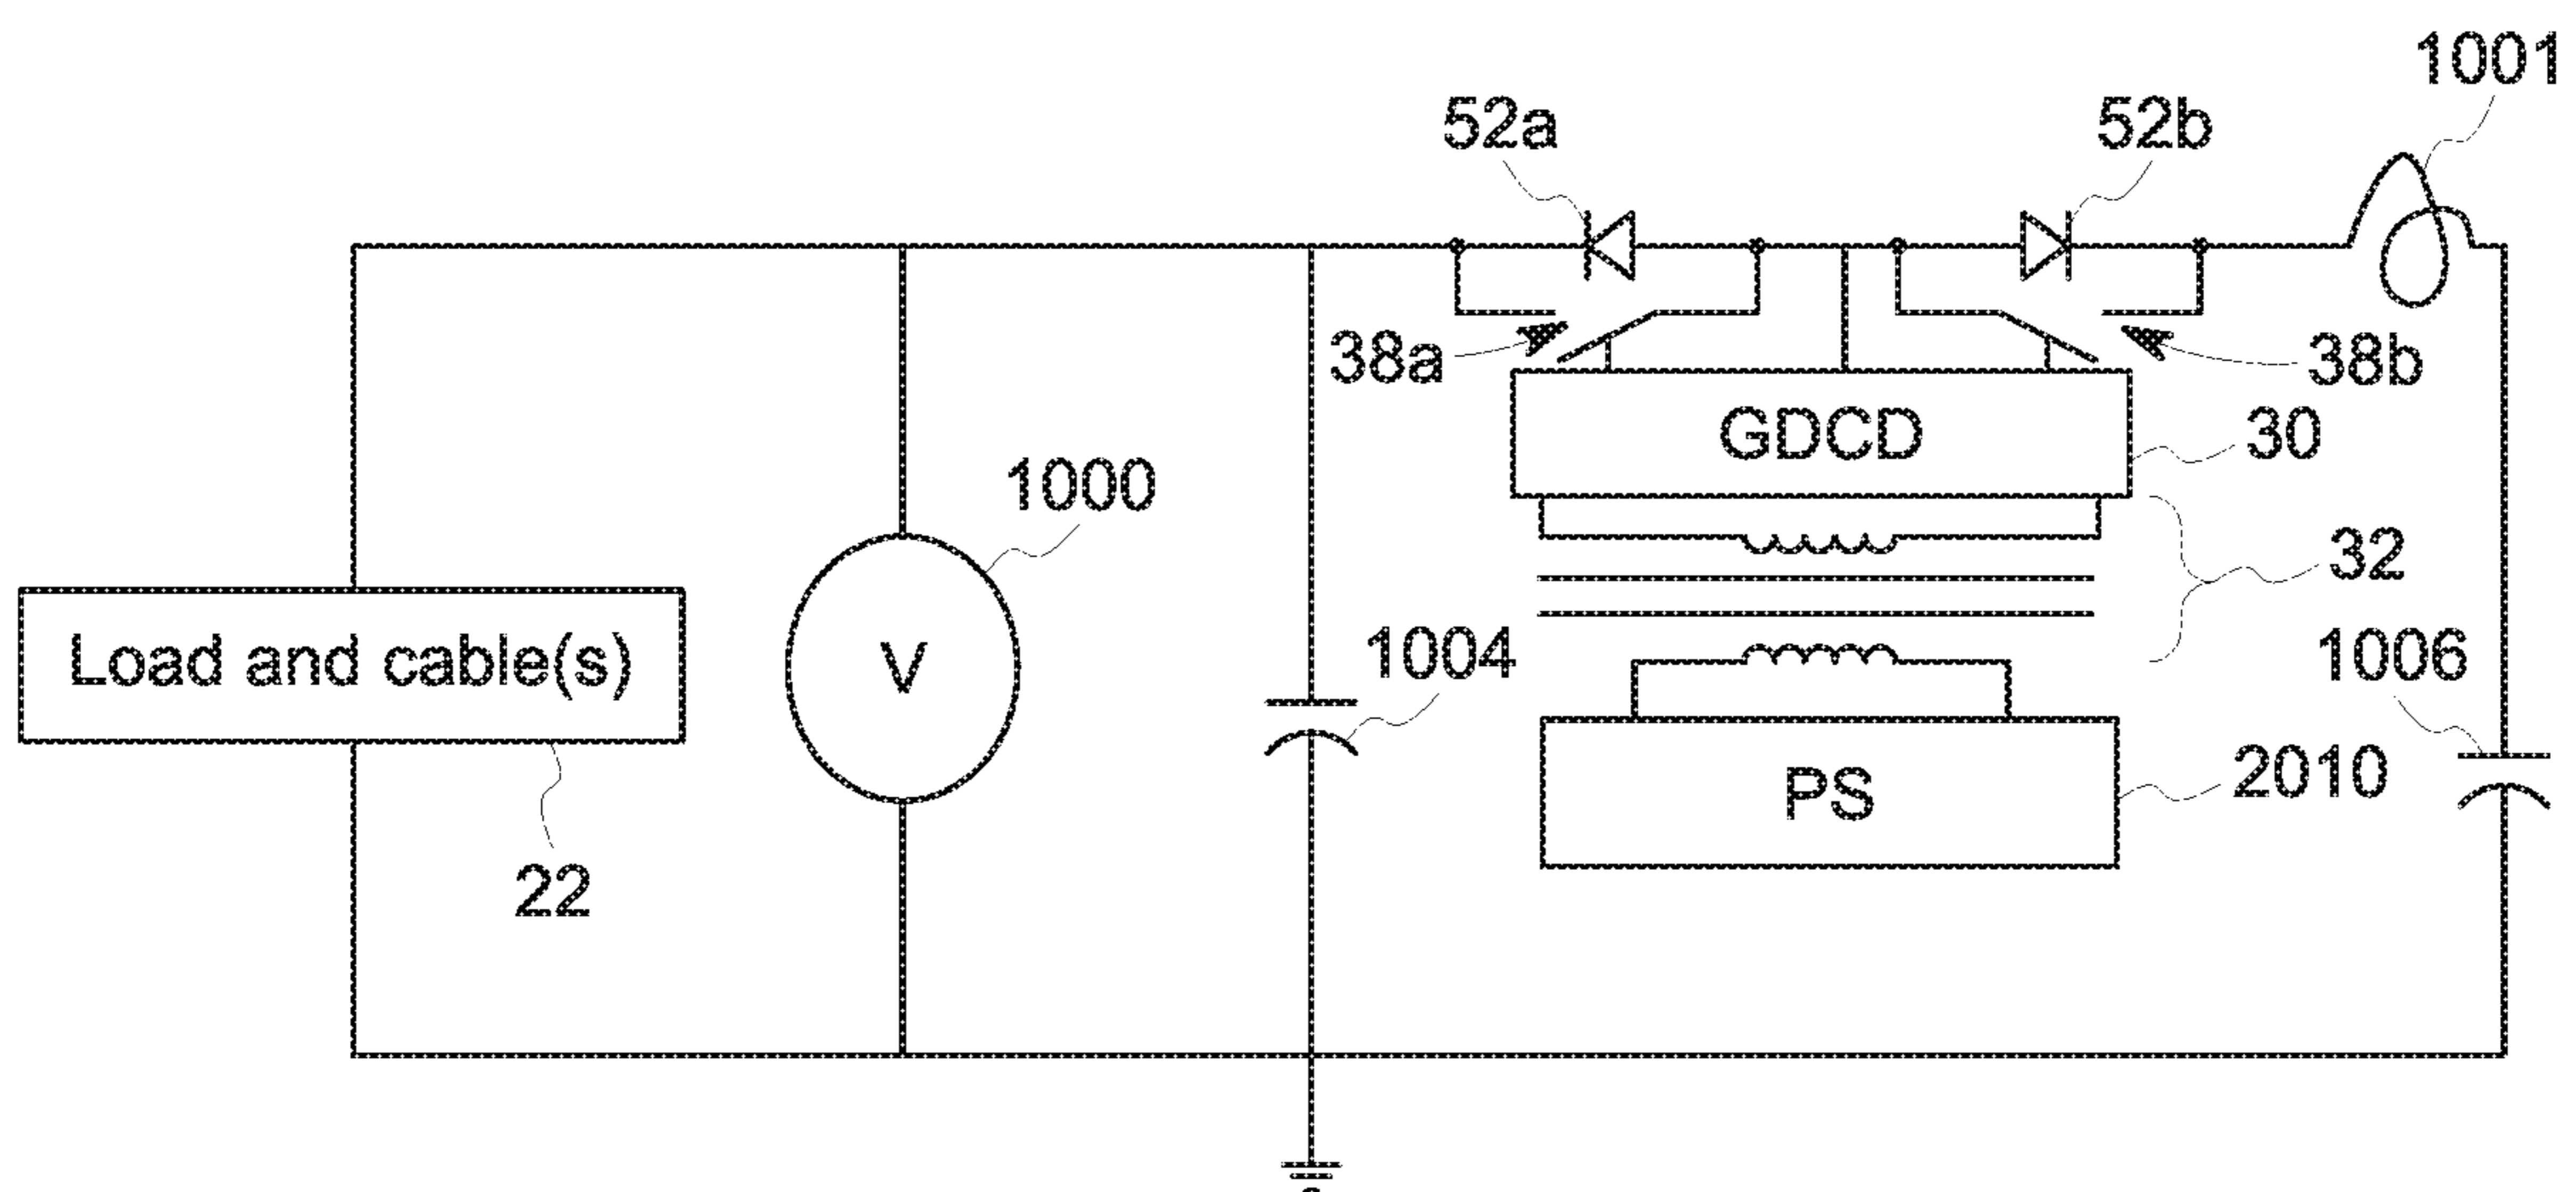 1001
52a
52b
38a
38b
GDCD
30
1000
32
Load and cable(s)
V
1004
1006
PS
2010
22